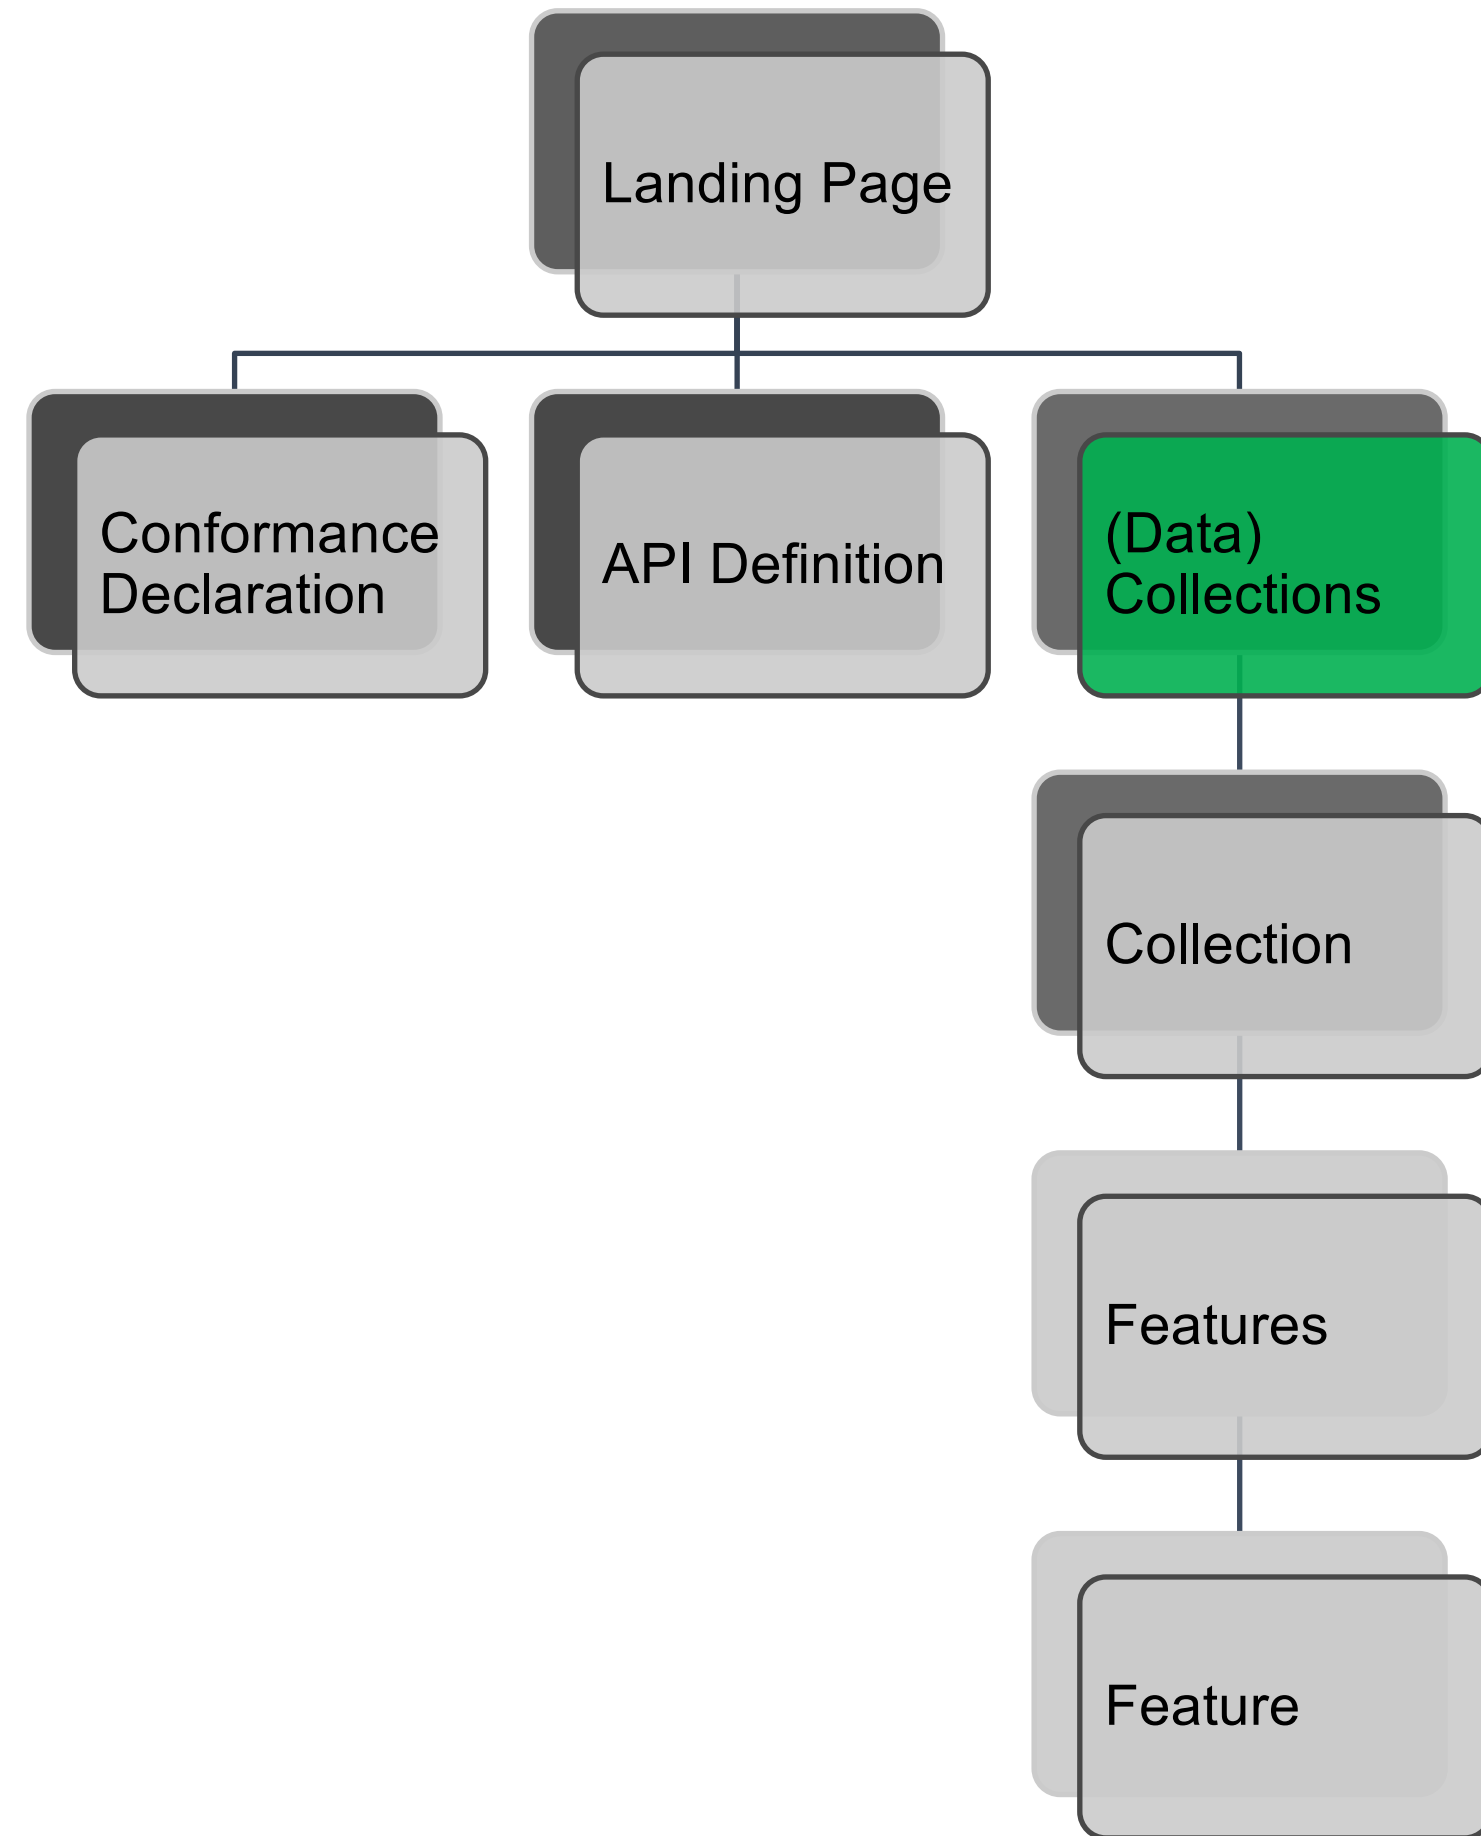 Landing Page
Conformance
Declaration
API Definition
(Data)
Collections
Collection
Features
Feature